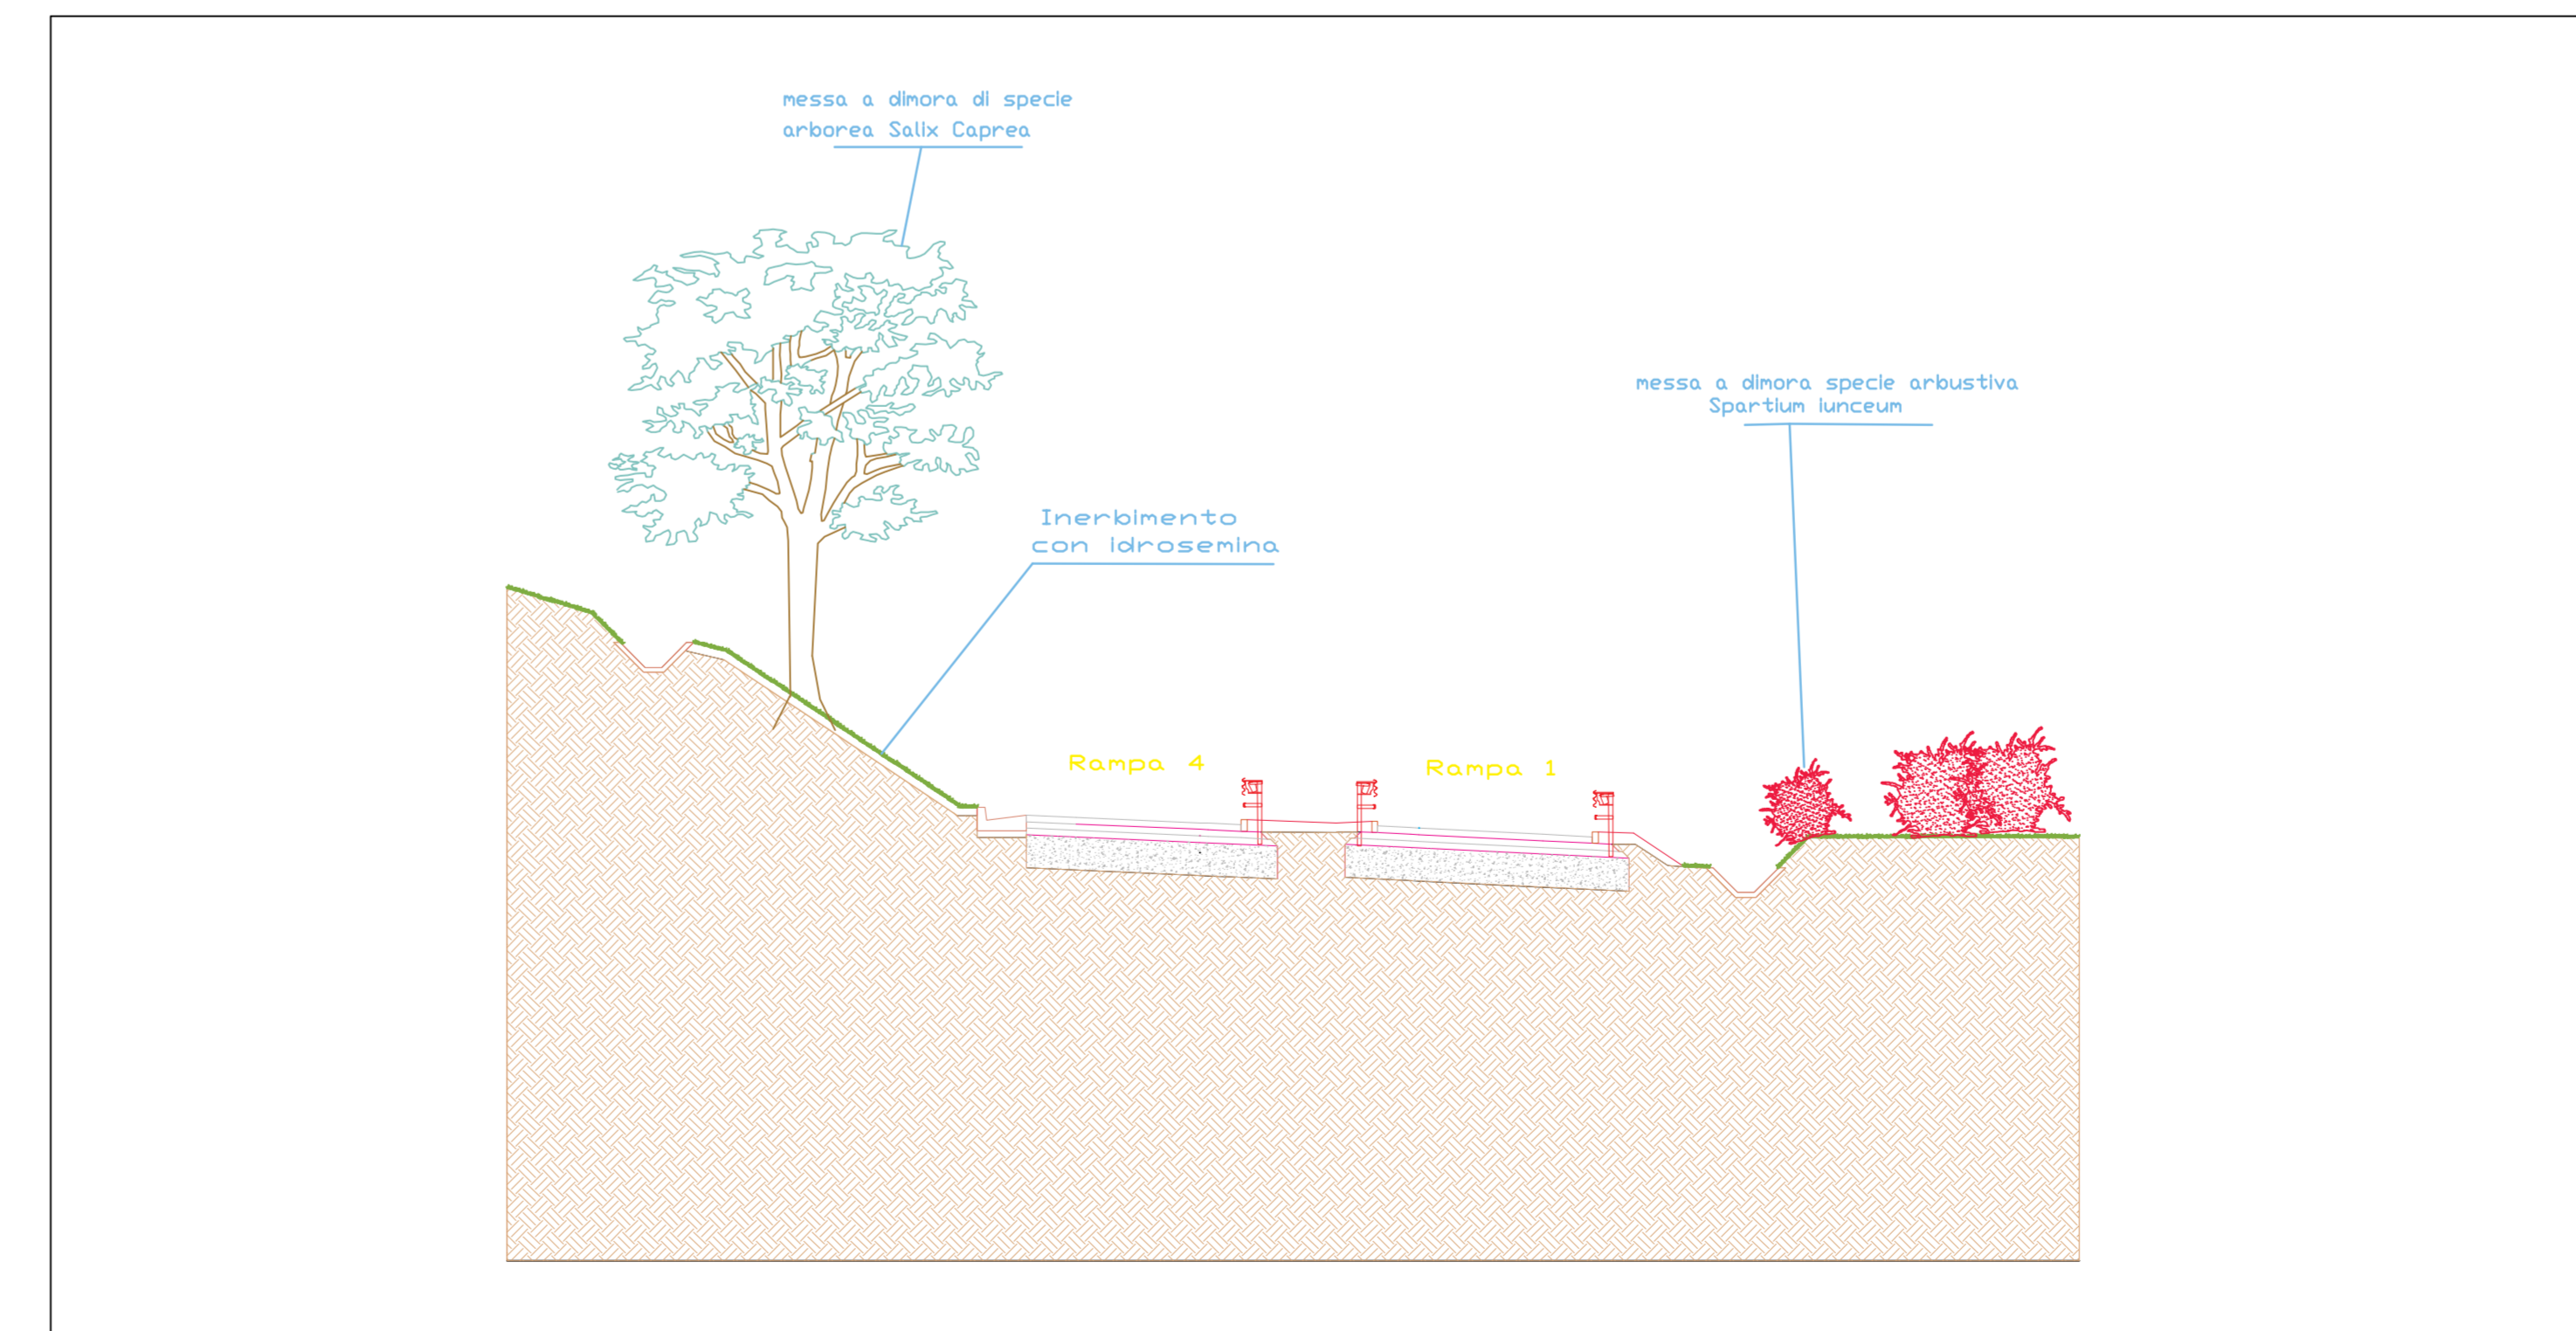 messa a dimora di specie
arborea Salix Caprea
messa a dimora specie arbustiva
Spartium iunceum
Inerbimento
con idrosemina
Rampa 4
Rampa 1